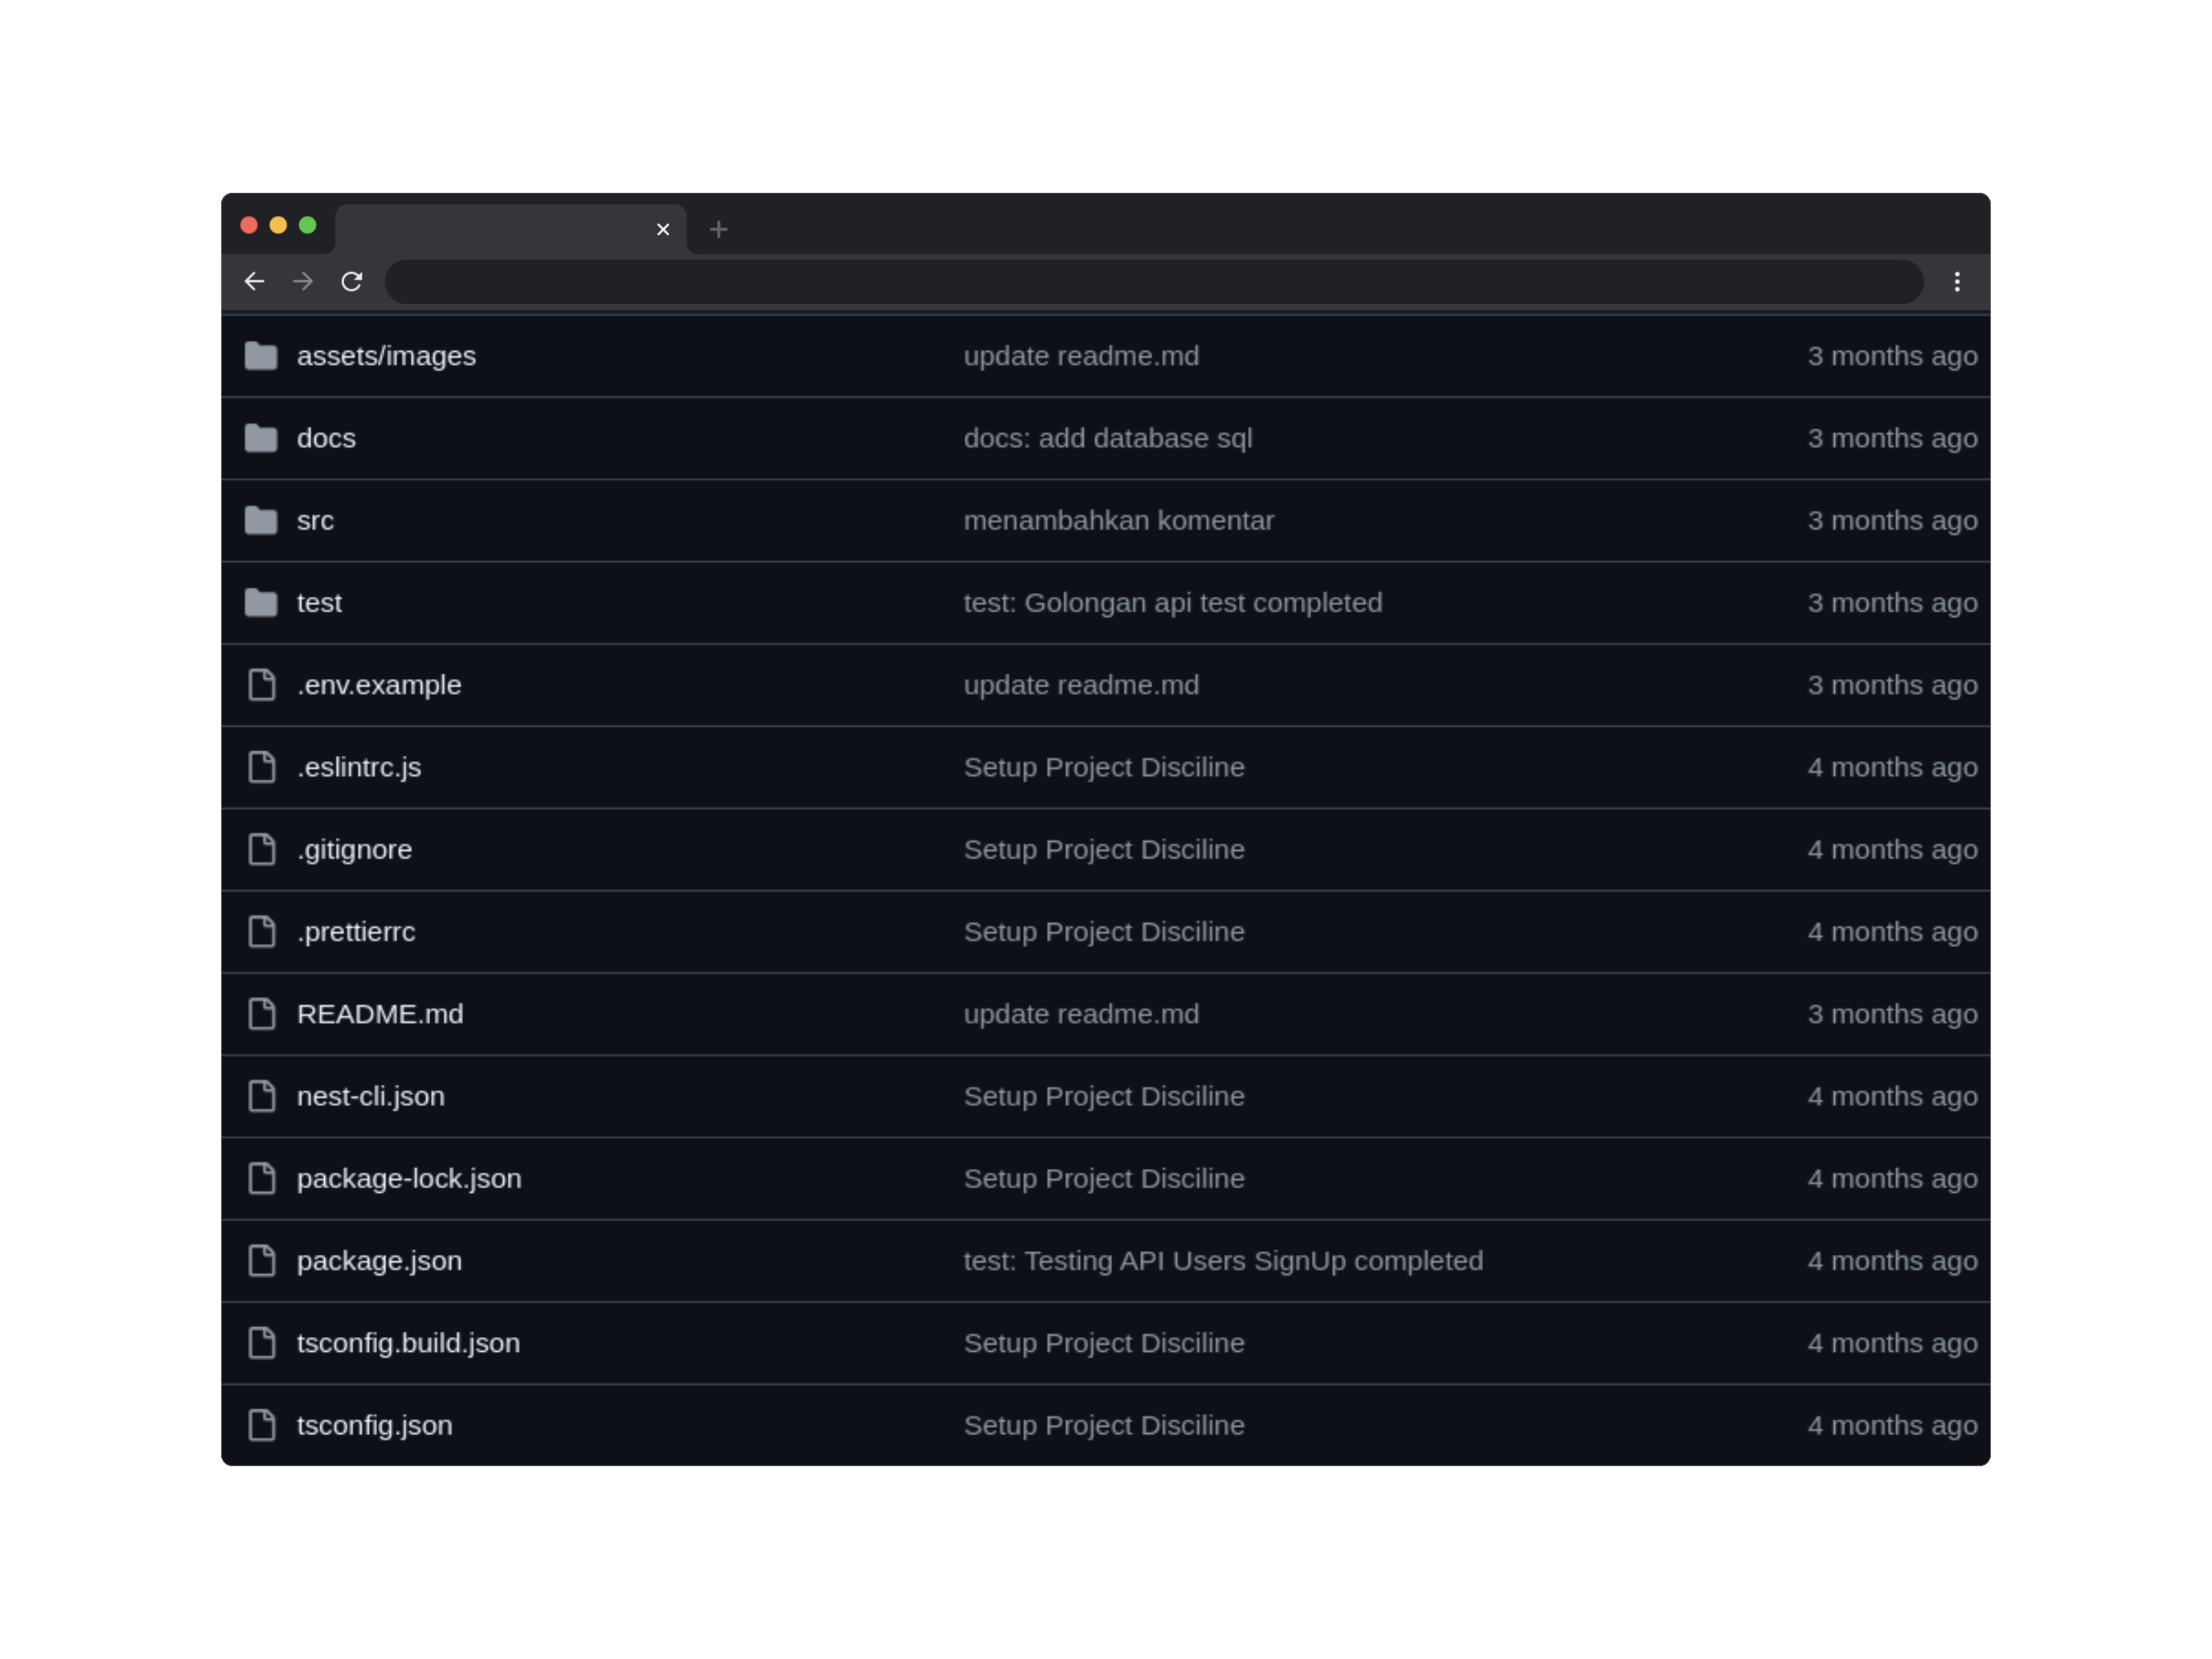 assets/images update readme.md 3 months ago
docs docs: add database sql 3 months ago
src menambahkan komentar 3 months ago
test test: Golongan api test completed 3 months ago
.env.example update readme.md 3 months ago
.eslintrc.js Setup Project Disciline 4 months ago
.gitignore Setup Project Disciline 4 months ago
.prettierrc Setup Project Disciline 4 months ago
README.md update readme.md 3 months ago
nest-cli.json Setup Project Disciline 4 months ago
package-lock.json Setup Project Disciline 4 months ago
package.json test: Testing API Users SignUp completed 4 months ago
tsconfig.build.json Setup Project Disciline 4 months ago
tsconfig.json Setup Project Disciline 4 months ago